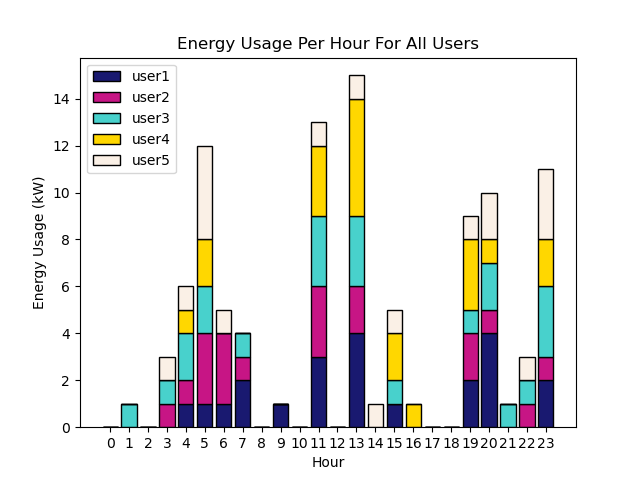 Energy Usage Per Hour For All Users
user1
user2
user3
user4
user5
14
12
10
8
6
4
2
0
Energy Usage (kW)
0 1 2 3 4 5 6 7 8 9 10 11 12 13 14 15 16 17 18 19 20 21 22 23
Hour